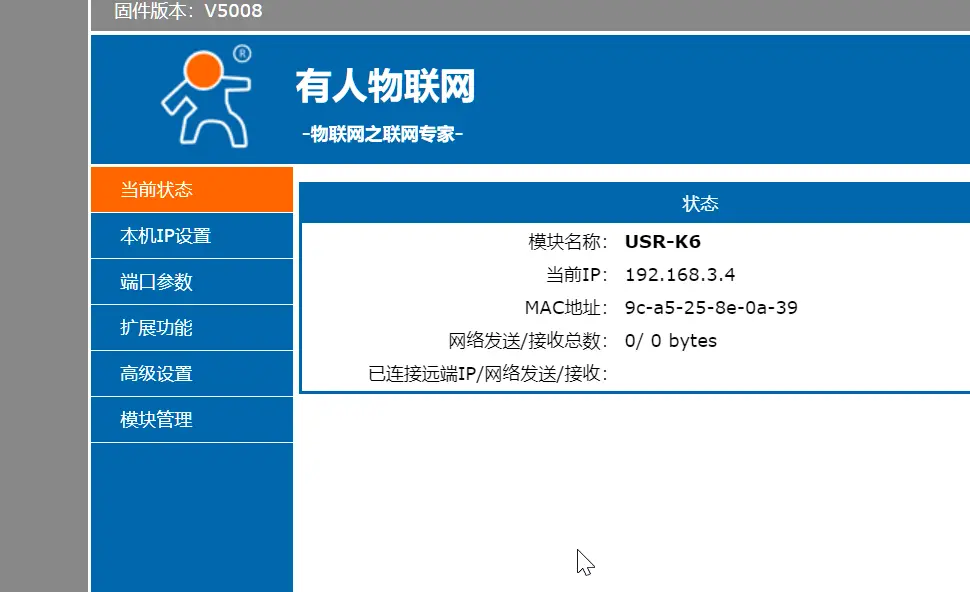 固件版本：V5008
®
有人物联网
-物联网之联网专家-
当前状态
本机IP设置
端口参数
扩展功能
高级设置
模块管理
状态
模块名称： USR-K6
当前IP： 192.168.3.4
MAC地址： 9c-a5-25-8e-0a-39
网络发送/接收总数： 0/ 0 bytes
已连接远端IP/网络发送/接收：